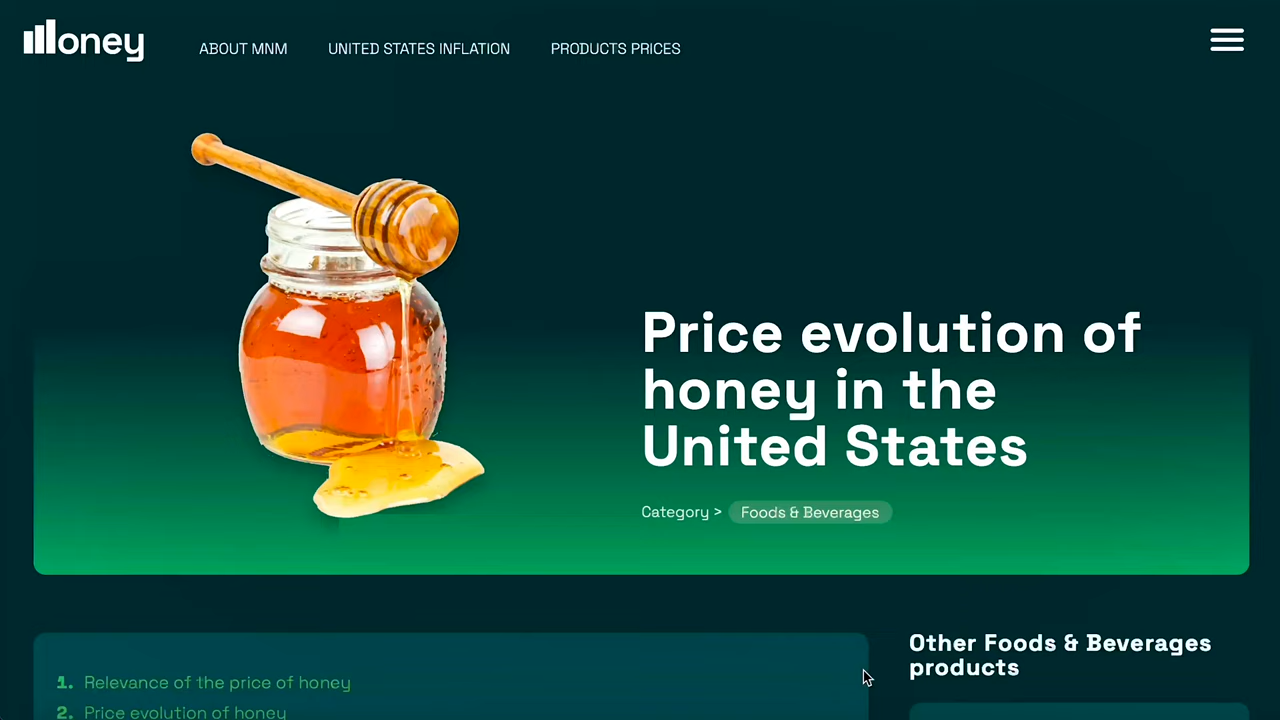 Money
ABOUT MNM
UNITED STATES INFLATION
PRODUCTS PRICES
Price evolution of
honey in the
United States
Category > Foods & Beverages
1. Relevance of the price of honey
2. Price evolution of honey
Other Foods & Beverages
products